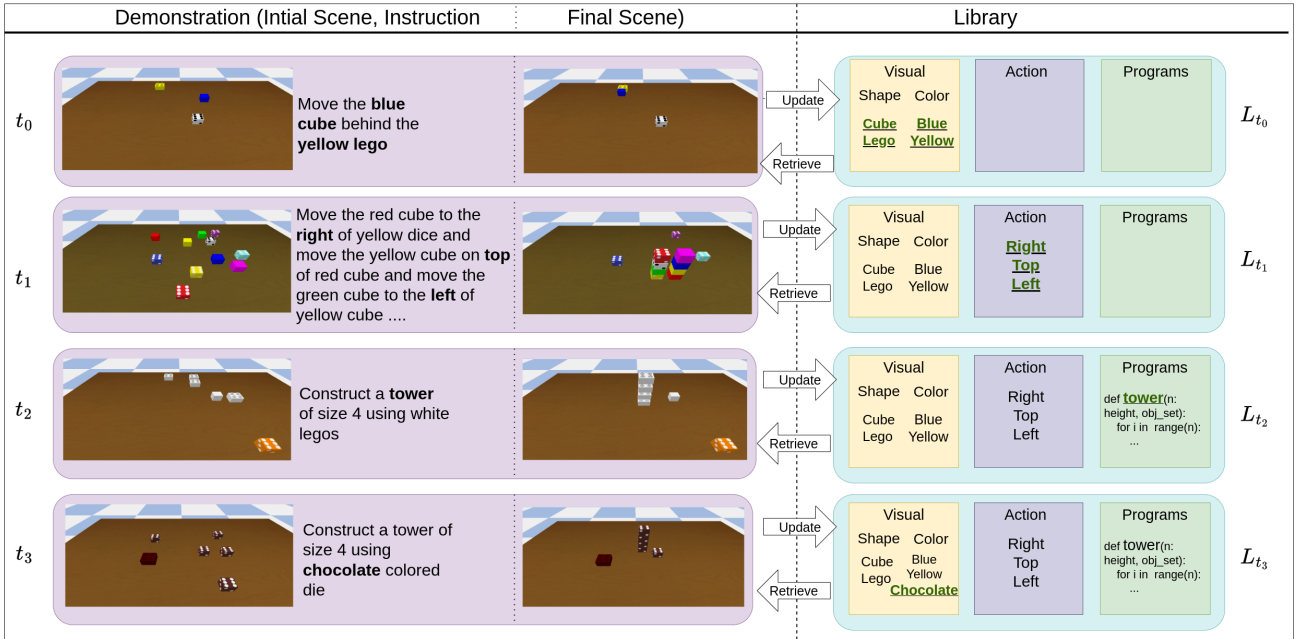 Demonstration (Intial Scene, Instruction Final Scene) Library
t0
Move the blue
cube behind the
yellow lego
Update
Retrieve
Visual
Shape Color
Cube Blue
Lego Yellow
Action
Programs
Lt0
t1
Move the red cube to the
right of yellow dice and
move the yellow cube on top
of red cube and move the
green cube to the left of
yellow cube ....
Update
Retrieve
Visual
Shape Color
Cube Blue
Lego Yellow
Action
Right
Top
Left
Programs
Lt1
t2
Construct a tower
of size 4 using white
legos
Update
Retrieve
Visual
Shape Color
Cube Blue
Lego Yellow
Action
Right
Top
Left
Programs
def tower(n:
height, obj_set):
for i in range(n):
...
Lt2
t3
Construct a tower of
size 4 using
chocolate colored
die
Update
Retrieve
Visual
Shape Color
Cube Blue
Lego Yellow
Chocolate
Action
Right
Top
Left
Programs
def tower(n:
height, obj_set):
for i in range(n):
...
Lt3